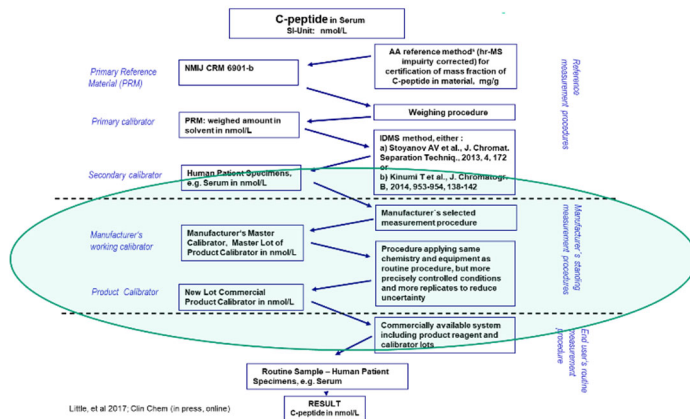 C-peptide in Serum
SI-Unit: nmol/L
Primary Reference
Material (PRM)
NMIJ CRM 6901-b
AA reference methodᵃ (hr-MS
impuirty corrected) for
certification of mass fraction of
C-peptide in material, mg/g
Reference
measurement procedures
Weighing procedure
Primary calibrator
PRM: weighed amount in
solvent in nmol/L
IDMS method, either :
a) Stoyanov AV et al., J. Chromat.
Separation Techniq., 2013, 4, 172
or
b) Kinumi T et al., J. Chromatogr.
B, 2014, 953-954, 138-142
Secondary calibrator
Human Patient Specimens,
e.g. Serum in nmol/L
Manufacturer`s selected
measurement procedure
Manufacturer's
working calibrator
Manufacturer's Master
Calibrator, Master Lot of
Product Calibrator in nmol/L
Procedure applying same
chemistry and equipment as
routine procedure, but more
precisely controlled conditions
and more replicates to reduce
uncertainty
Manufacturer`s standing
measurement procedures
Product Calibrator
New Lot Commercial
Product Calibrator in nmol/L
Commercially available system
including product reagent and
calibrator lots
End user's routine
measurement
procedure
Routine Sample – Human Patient
Specimens, e.g. Serum
RESULT
C-peptide in nmol/L
Little, et al 2017; Clin Chem (in press, online)